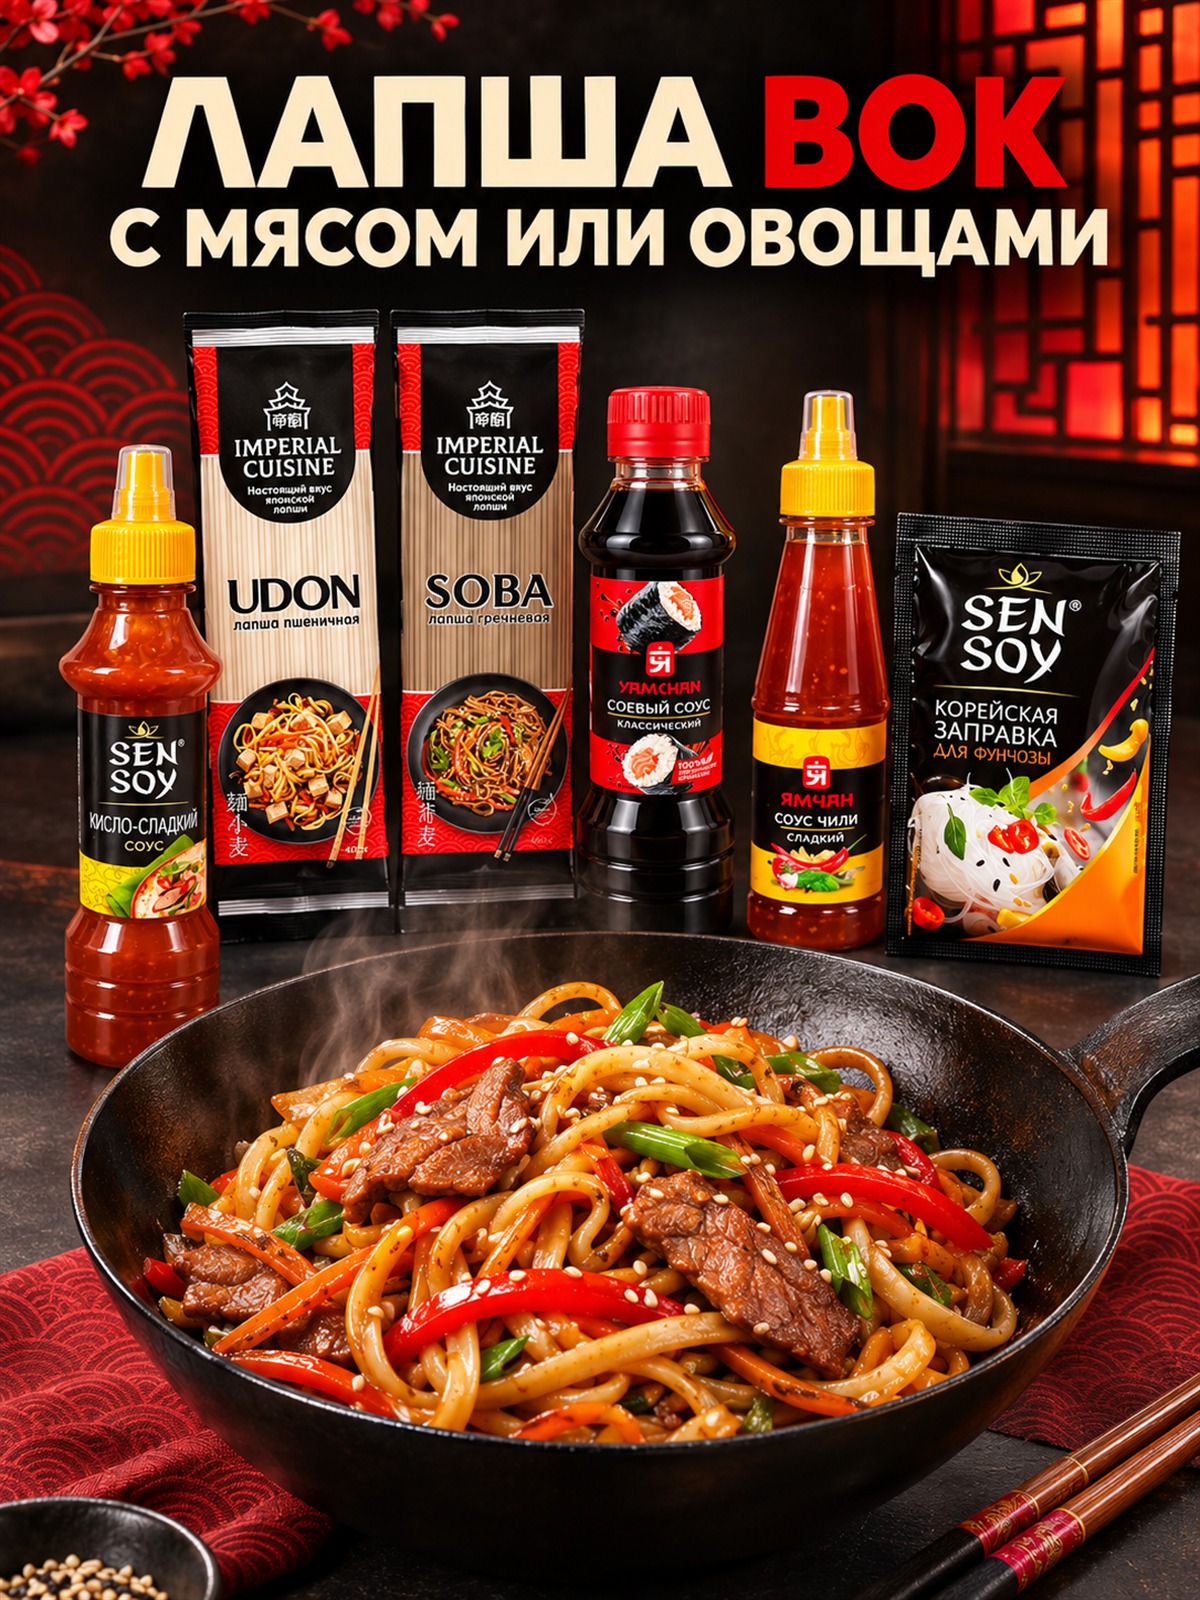 ЛАПША ВОК
С МЯСОМ ИЛИ ОВОЩАМИ
IMPERIAL
CUISINE
Настоящий вкус
японской
лапши
UDON
лапша пшеничная
IMPERIAL
CUISINE
Настоящий вкус
японской
лапши
SOBA
лапша гречневая
SEN®
SOY
КИСЛО-СЛАДКИЙ
СОУС
Я
YAMCHAN
СОЕВЫЙ СОУС
КЛАССИЧЕСКИЙ
100%
Я
ЯМЧАН
СОУС ЧИЛИ
СЛАДКИЙ
SEN®
SOY
КОРЕЙСКАЯ
ЗАПРАВКА
ДЛЯ ФУНЧОЗЫ